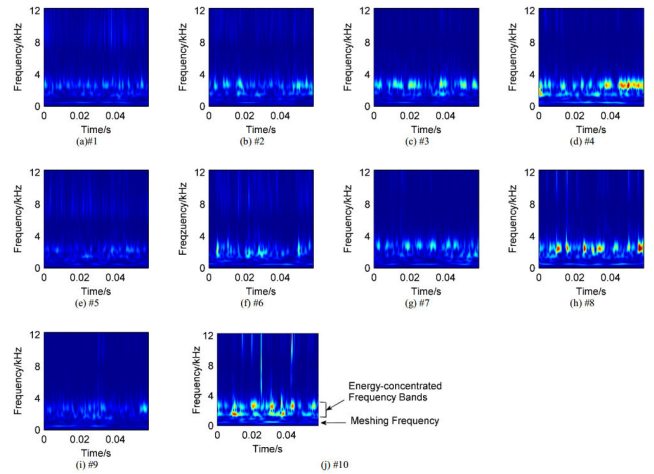 12
8
4
0
Frequency/kHz
0 0.02 0.04
Time/s
(a)#1
12
8
4
0
Frequency/kHz
0 0.02 0.04
Time/s
(b) #2
12
8
4
0
Frequency/kHz
0 0.02 0.04
Time/s
(c) #3
12
8
4
0
Frequency/kHz
0 0.02 0.04
Time/s
(d) #4
12
8
4
0
Frequency/kHz
0 0.02 0.04
Time/s
(e) #5
12
8
4
0
Freqzuency/kHz
0 0.02 0.04
Time/s
(f) #6
12
8
4
0
Frequency/kHz
0 0.02 0.04
Time/s
(g) #7
12
8
4
0
Frequency/kHz
0 0.02 0.04
Time/s
(h) #8
12
8
4
0
Frequency/kHz
0 0.02 0.04
Time/s
(i) #9
12
8
4
0
Frequency/kHz
0 0.02 0.04
Time/s
Energy-concentrated
Frequency Bands
Meshing Frequency
(j) #10